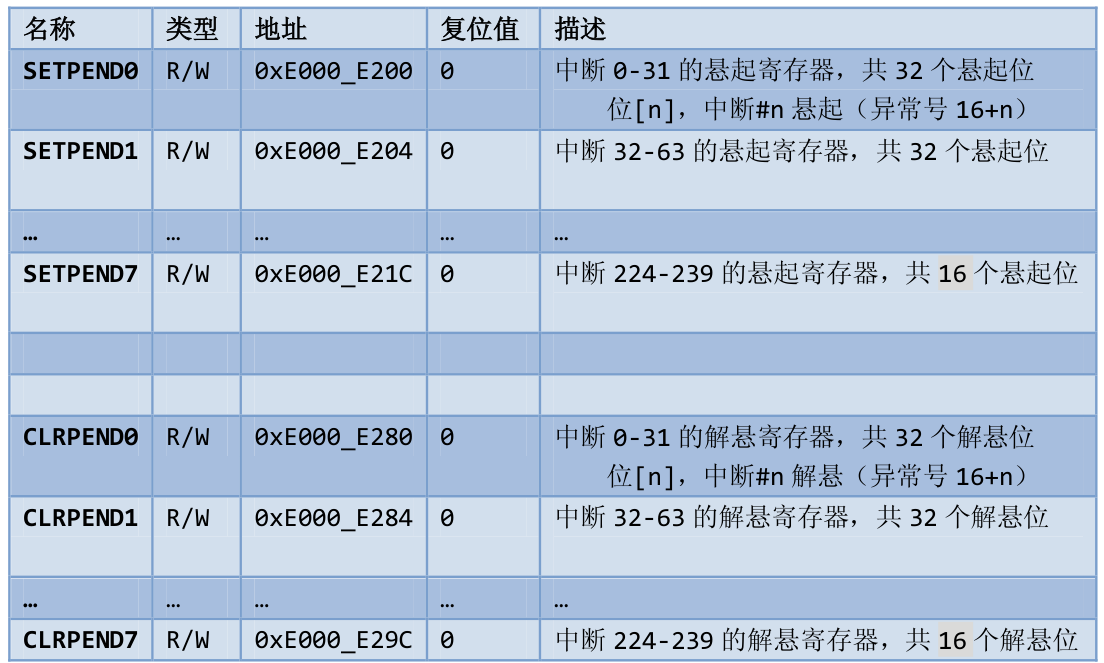 名称 类型 地址 复位值 描述
SETPEND0 R/W 0xE000_E200 0 中断 0-31 的悬起寄存器，共 32 个悬起位
位[n]，中断#n 悬起（异常号 16+n）
SETPEND1 R/W 0xE000_E204 0 中断 32-63 的悬起寄存器，共 32 个悬起位
… … … … …
SETPEND7 R/W 0xE000_E21C 0 中断 224-239 的悬起寄存器，共 16 个悬起位
CLRPEND0 R/W 0xE000_E280 0 中断 0-31 的解悬寄存器，共 32 个解悬位
位[n]，中断#n 解悬（异常号 16+n）
CLRPEND1 R/W 0xE000_E284 0 中断 32-63 的解悬寄存器，共 32 个解悬位
… … … … …
CLRPEND7 R/W 0xE000_E29C 0 中断 224-239 的解悬寄存器，共 16 个解悬位